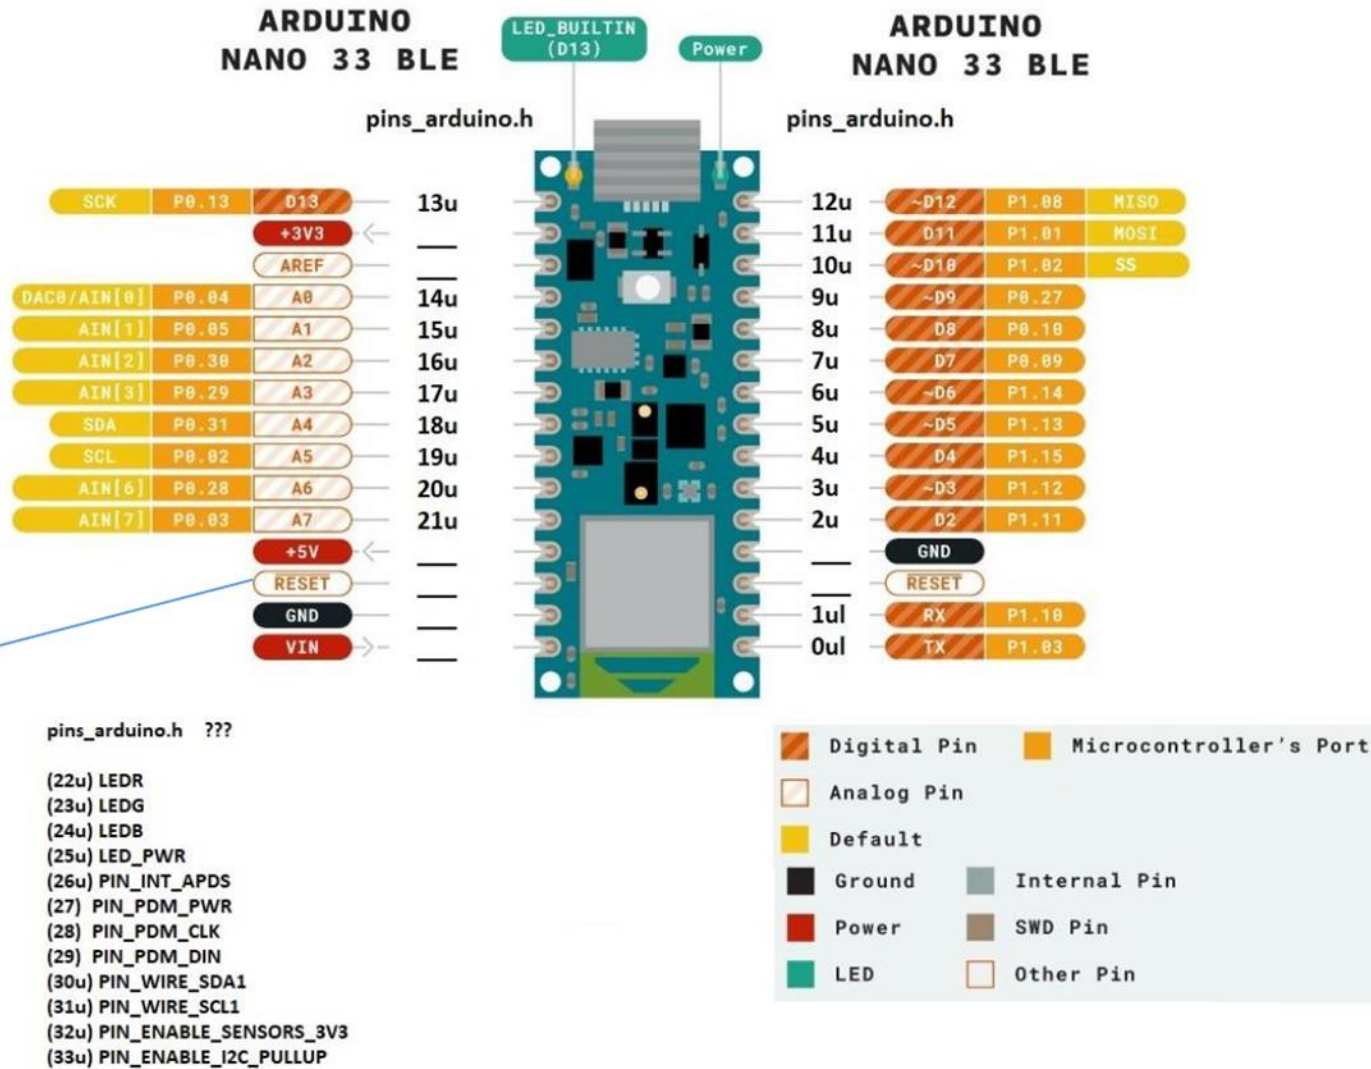 ARDUINO
NANO 33 BLE
LED_BUILTIN
(D13)
Power
ARDUINO
NANO 33 BLE
pins_arduino.h
pins_arduino.h
SCK P0.13 D13 13u
+3V3
AREF
DAC0/AIN[0] P0.04 A0 14u
AIN[1] P0.05 A1 15u
AIN[2] P0.30 A2 16u
AIN[3] P0.29 A3 17u
SDA P0.31 A4 18u
SCL P0.02 A5 19u
AIN[6] P0.28 A6 20u
AIN[7] P0.03 A7 21u
+5V
RESET
GND
VIN
12u ~D12 P1.08 MISO
11u D11 P1.01 MOSI
10u ~D10 P1.02 SS
9u ~D9 P0.27
8u D8 P0.10
7u D7 P0.09
6u ~D6 P1.14
5u ~D5 P1.13
4u D4 P1.15
3u ~D3 P1.12
2u D2 P1.11
GND
RESET
1ul RX P1.10
0ul TX P1.03
pins_arduino.h ???
(22u) LEDR
(23u) LEDG
(24u) LEDB
(25u) LED_PWR
(26u) PIN_INT_APDS
(27) PIN_PDM_PWR
(28) PIN_PDM_CLK
(29) PIN_PDM_DIN
(30u) PIN_WIRE_SDA1
(31u) PIN_WIRE_SCL1
(32u) PIN_ENABLE_SENSORS_3V3
(33u) PIN_ENABLE_I2C_PULLUP
Digital Pin
Microcontroller's Port
Analog Pin
Default
Ground
Internal Pin
Power
SWD Pin
LED
Other Pin